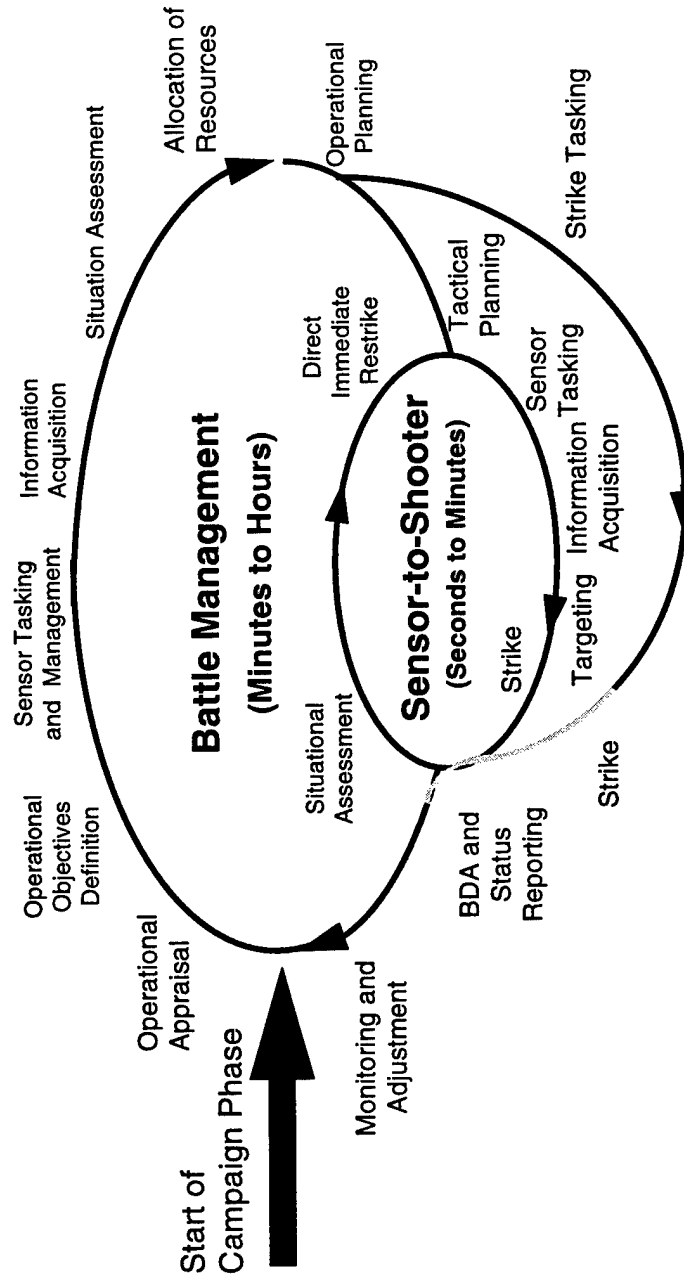 Start of
Campaign Phase
Operational
Appraisal
Operational
Objectives
Definition
Sensor Tasking
and Management
Information
Acquisition
Situation Assessment
Allocation of
Resources
Battle Management
(Minutes to Hours)
Operational
Planning
Direct
Immediate
Restrike
Tactical
Planning
Situational
Assessment
Sensor-to-Shooter
(Seconds to Minutes)
Sensor
Tasking
Information
Acquisition
Targeting
Strike
Strike Tasking
Strike
BDA and
Status
Reporting
Monitoring and
Adjustment